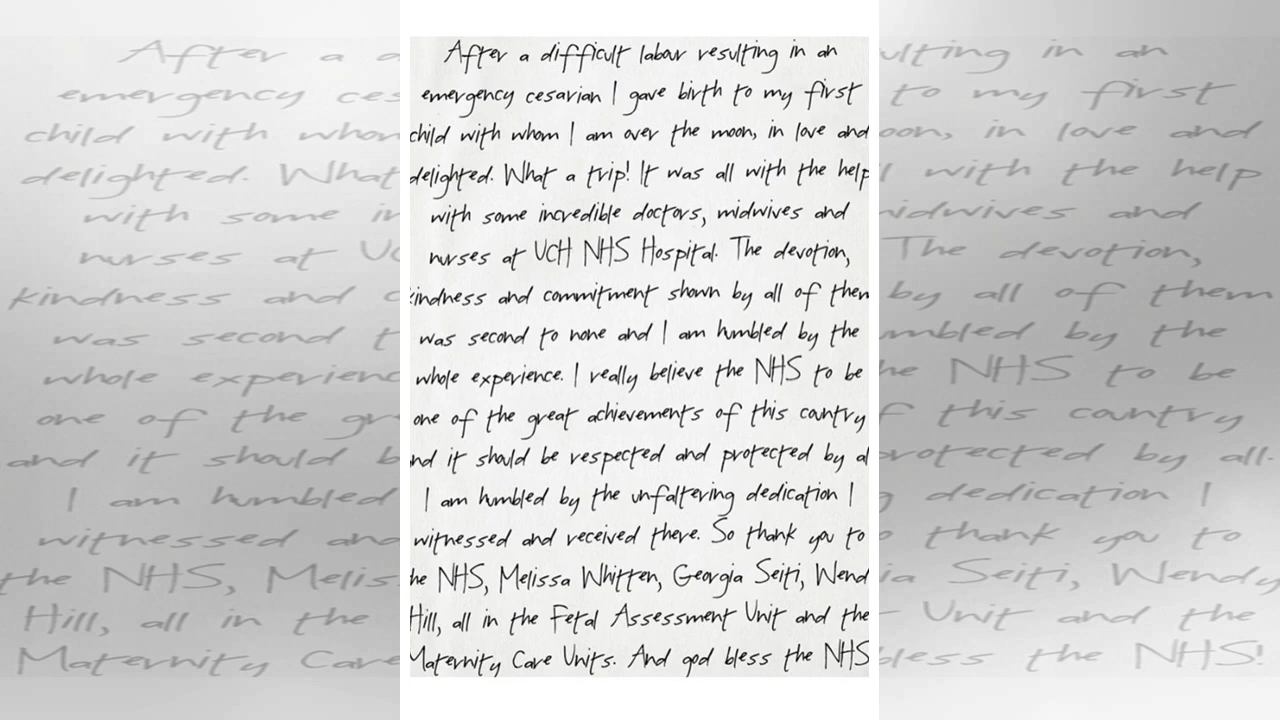 After a difficult labour resulting in an
emergency cesarian I gave birth to my first
child with whom I am over the moon, in love and
delighted. What a trip! It was all with the help
with some incredible doctors, midwives and
nurses at UCH NHS Hospital. The devotion,
kindness and commitment shown by all of them
was second to none and I am humbled by the
whole experience. I really believe the NHS to be
one of the great achievements of this country
and it should be respected and protected by all.
I am humbled by the unfaltering dedication I
witnessed and received there. So thank you to
the NHS, Melissa Whitten, Georgia Seiti, Wendy
Hill, all in the Fetal Assessment Unit and the
Maternity Care Units. And god bless the NHS!